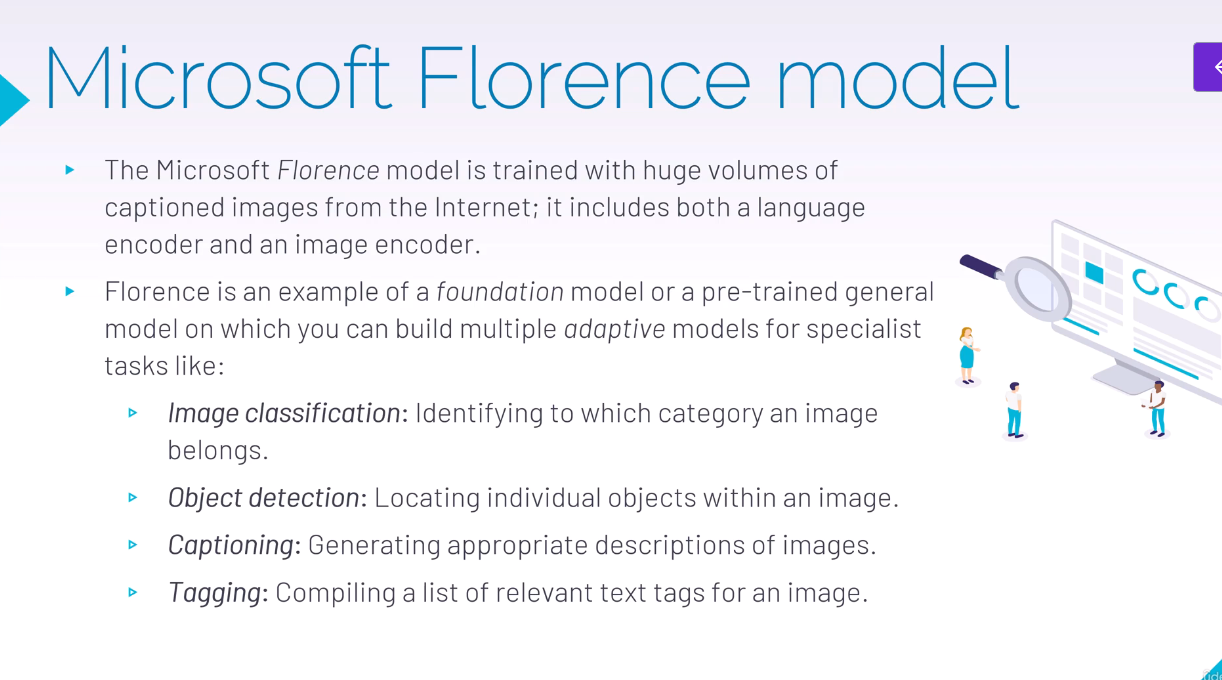 Microsoft Florence model
The Microsoft Florence model is trained with huge volumes of
captioned images from the Internet; it includes both a language
encoder and an image encoder.
Florence is an example of a foundation model or a pre-trained general
model on which you can build multiple adaptive models for specialist
tasks like:
Image classification: Identifying to which category an image
belongs.
Object detection: Locating individual objects within an image.
Captioning: Generating appropriate descriptions of images.
Tagging: Compiling a list of relevant text tags for an image.